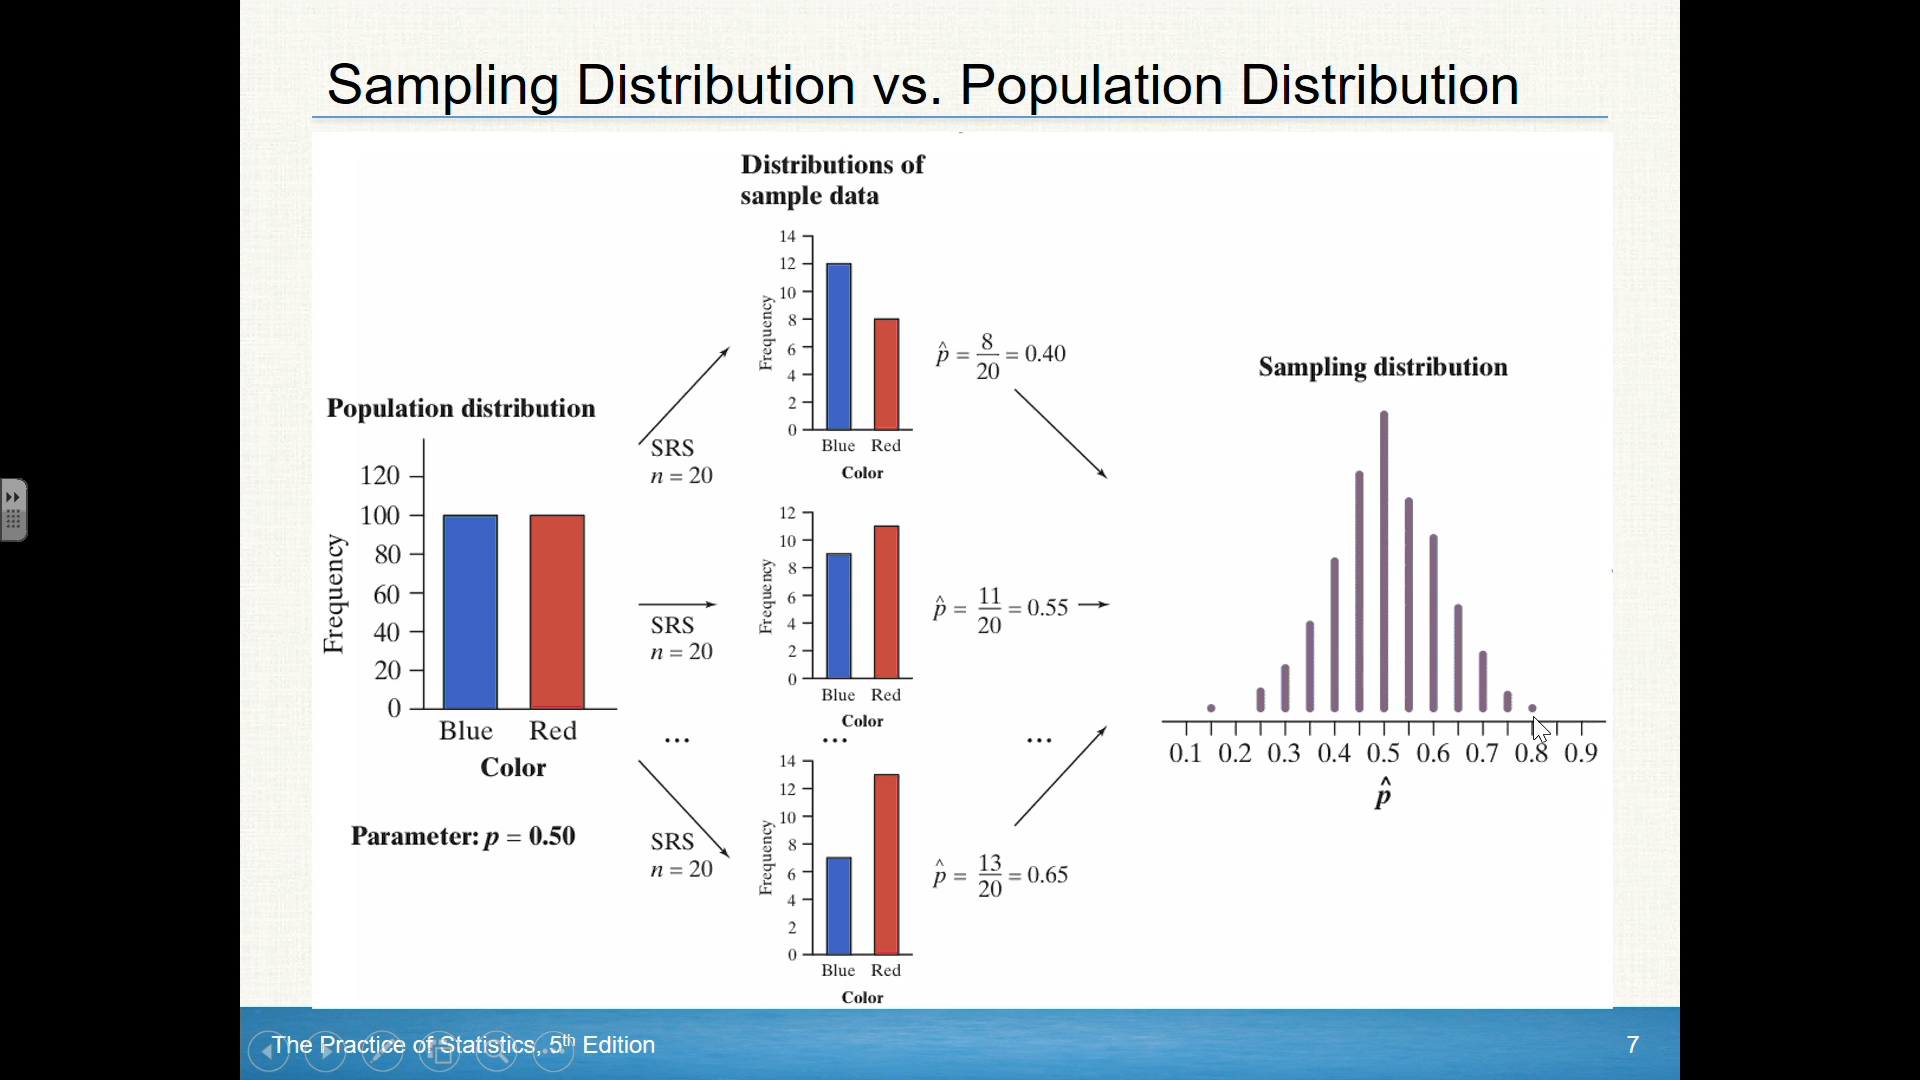 Sampling Distribution vs. Population Distribution
Distributions of
sample data
Population distribution
Frequency
120
100
80
60
40
20
0
Blue Red
Color
Parameter: p = 0.50
SRS
n = 20
SRS
n = 20
...
SRS
n = 20
Frequency
14
12
10
8
6
4
2
0
Blue Red
Color
p̂ = 8/20 = 0.40
Frequency
12
10
8
6
4
2
0
Blue Red
Color
p̂ = 11/20 = 0.55
...
...
Frequency
14
12
10
8
6
4
2
0
Blue Red
Color
p̂ = 13/20 = 0.65
Sampling distribution
0.1 0.2 0.3 0.4 0.5 0.6 0.7 0.8 0.9
p̂
The Practice of Statistics, 5th Edition
7